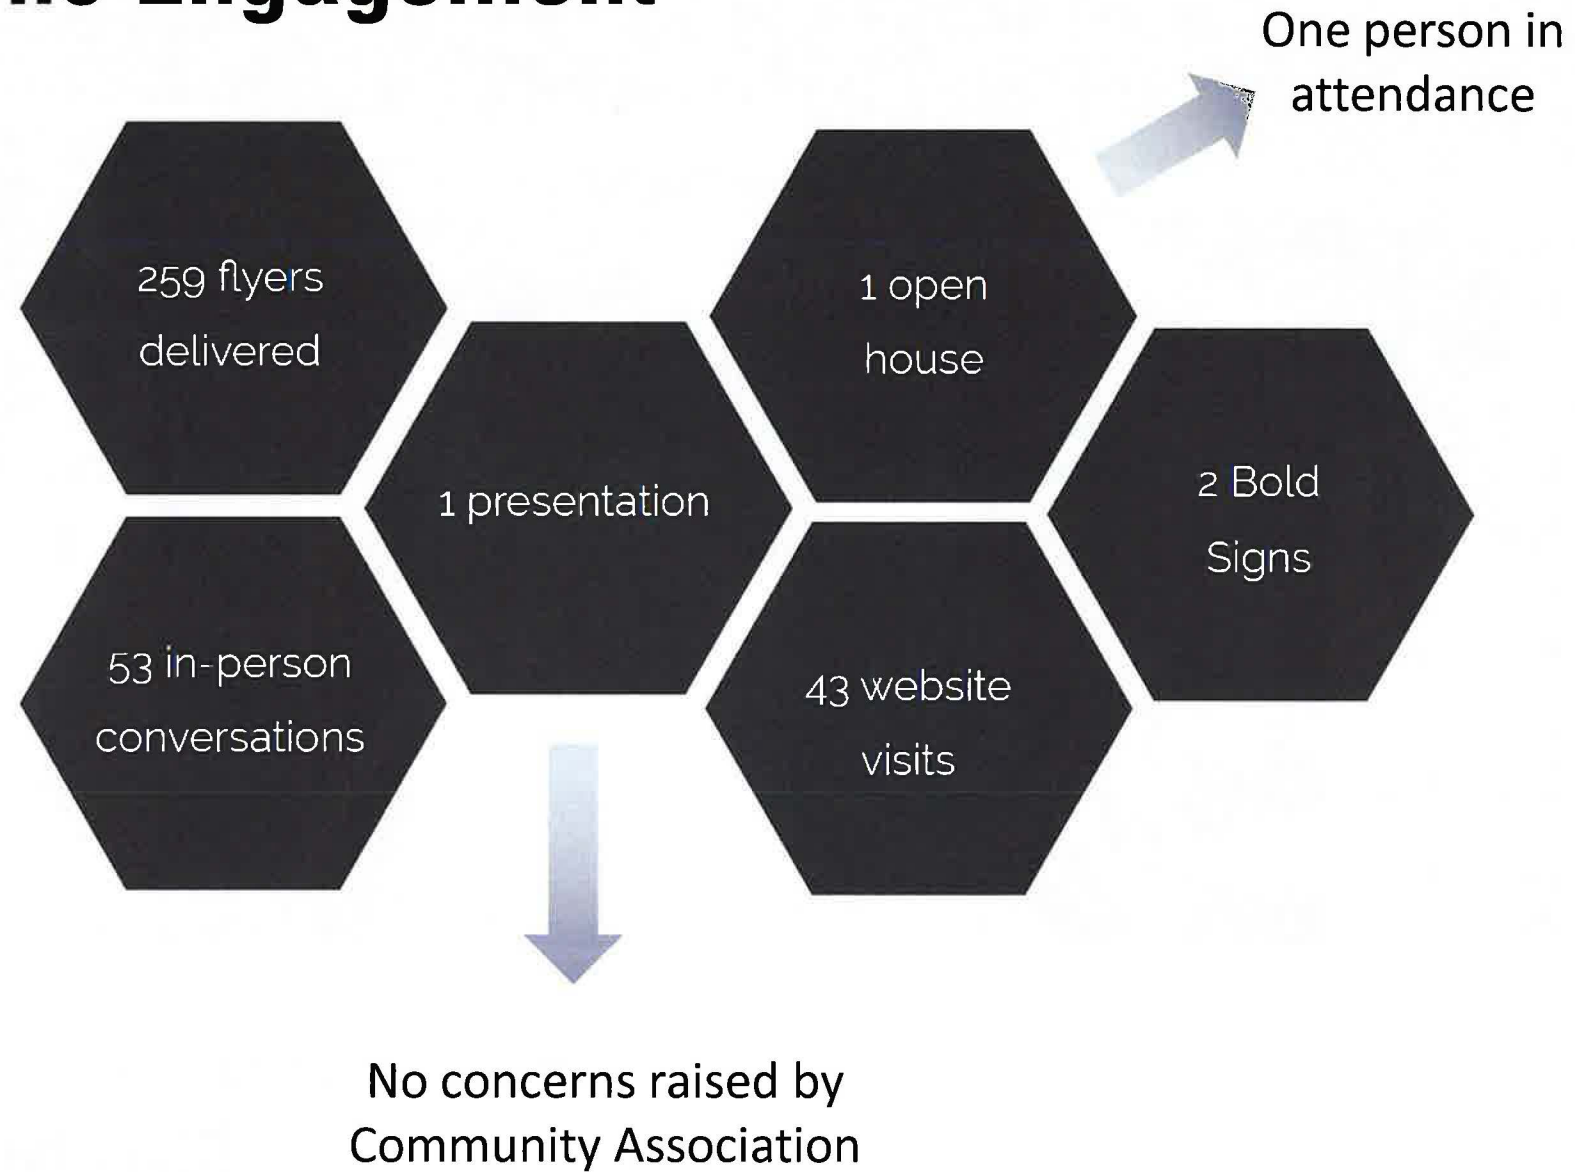 Engagement
One person in
attendance
259 flyers
delivered
1 open
house
1 presentation
2 Bold
Signs
53 in-person
conversations
43 website
visits
No concerns raised by
Community Association